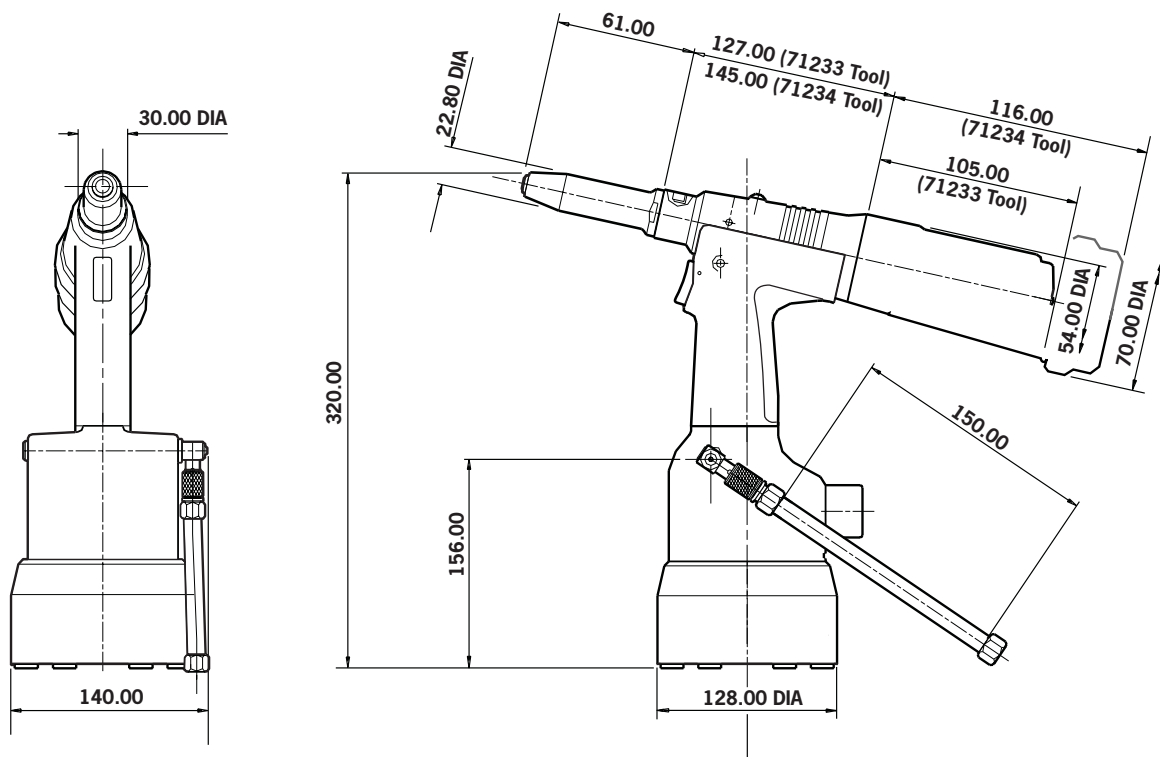 61.00
127.00 (71233 Tool)
145.00 (71234 Tool)
22.80 DIA
116.00
(71234 Tool)
30.00 DIA
105.00
(71233 Tool)
54.00 DIA
70.00 DIA
320.00
150.00
156.00
140.00
128.00 DIA